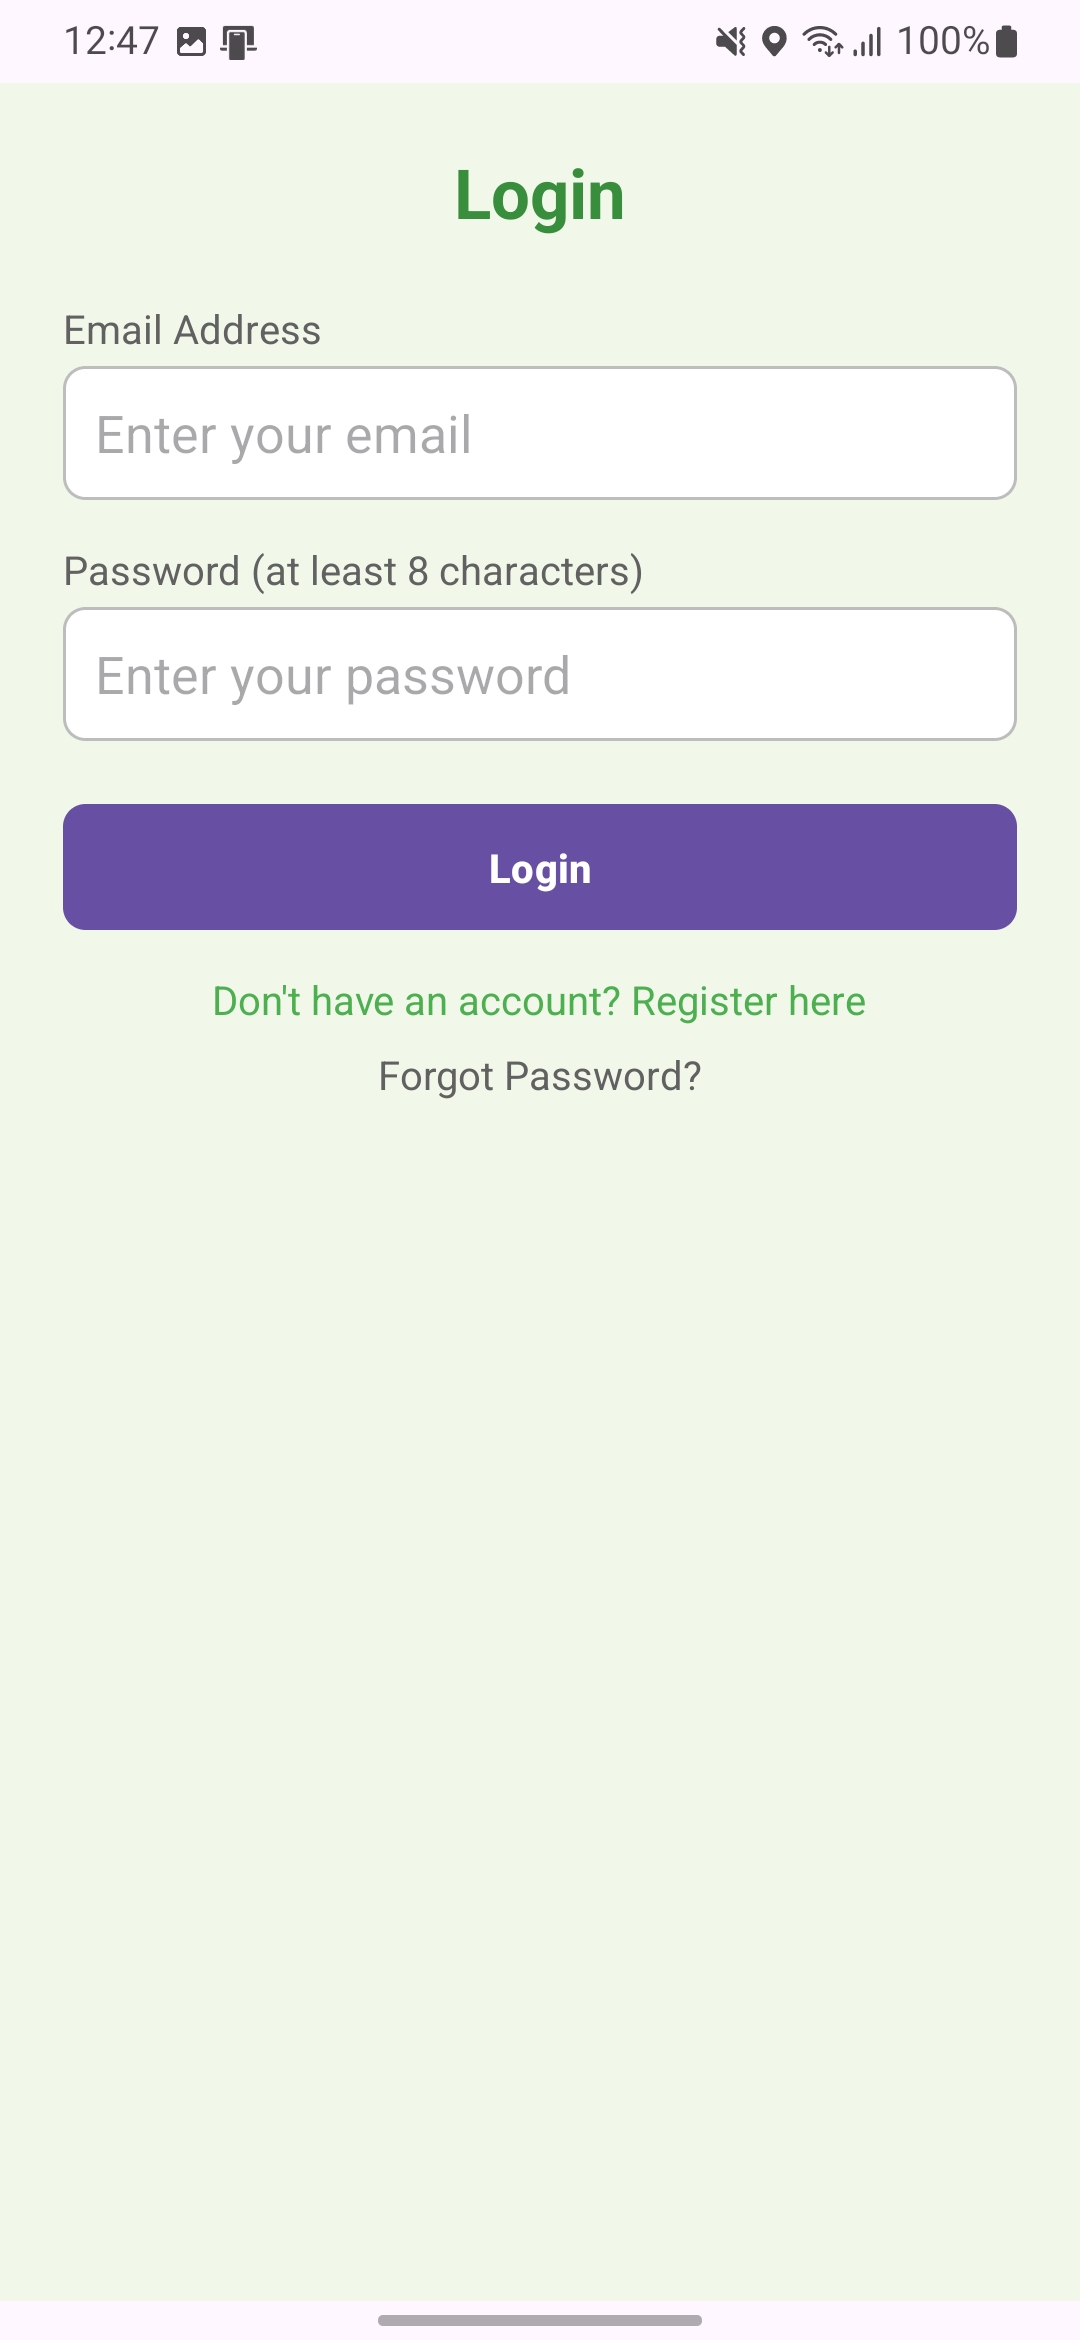 12:47 100%
Login
Email Address
Enter your email
Password (at least 8 characters)
Enter your password
Login
Don't have an account? Register here
Forgot Password?